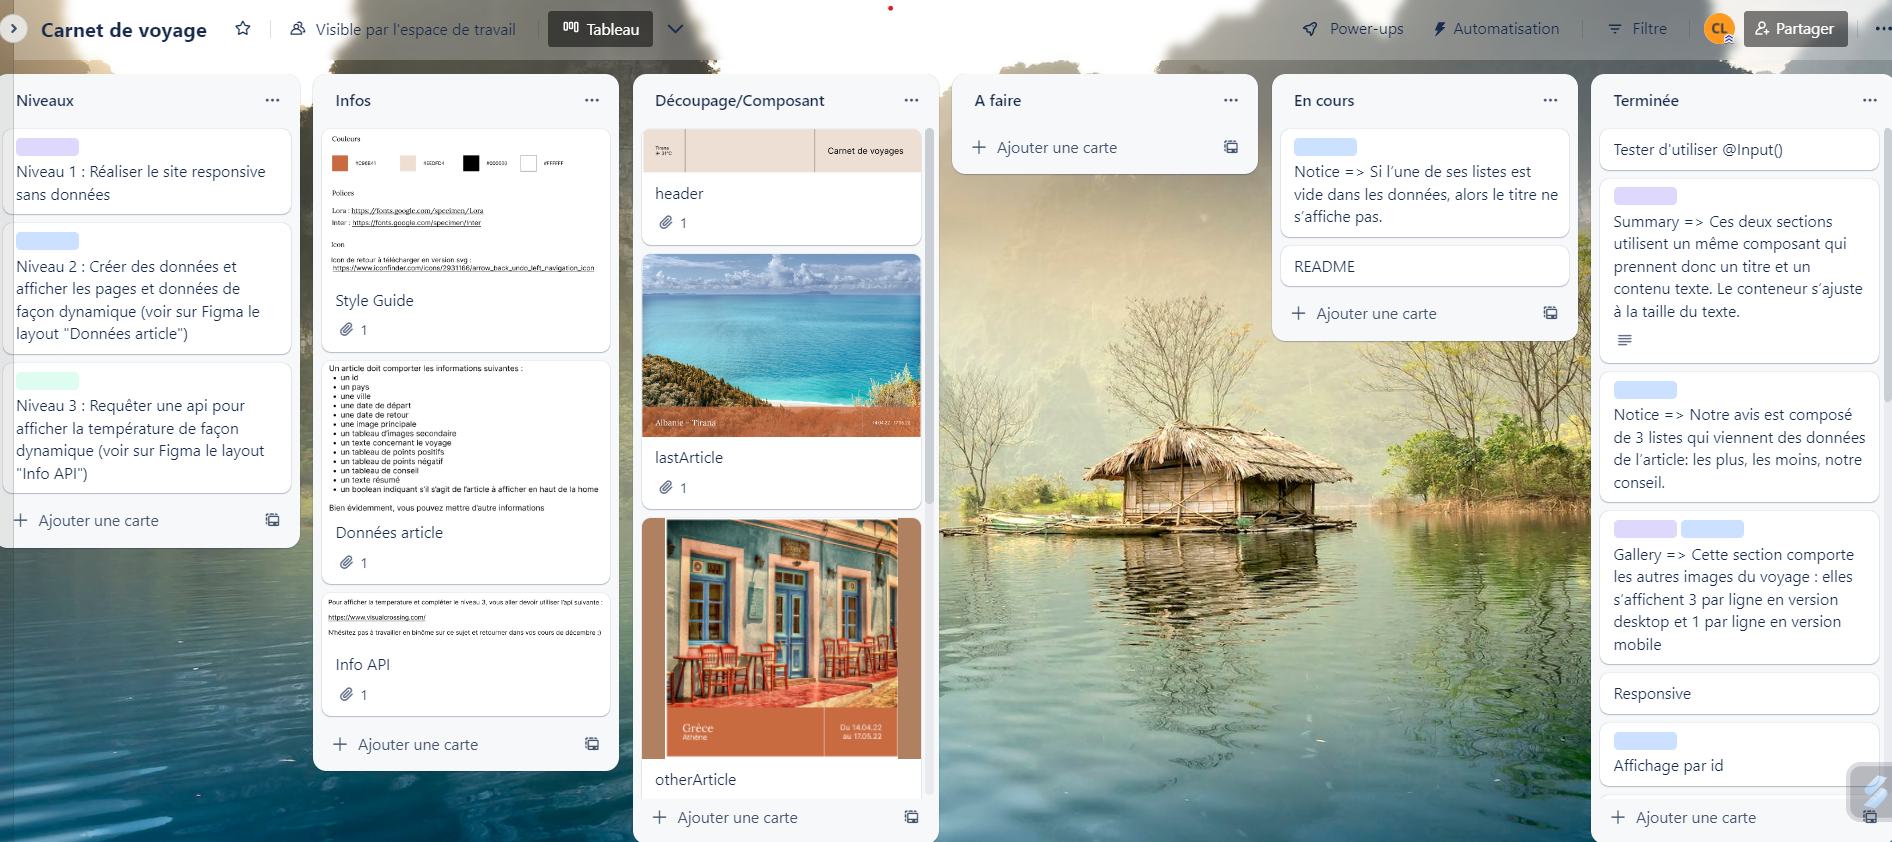 Carnet de voyage
Visible par l'espace de travail
Tableau
Power-ups
Automatisation
Filtre
CL
Partager
Niveaux
Niveau 1 : Réaliser le site responsive
sans données
Niveau 2 : Créer des données et
afficher les pages et données de
façon dynamique (voir sur Figma le
layout "Données article")
Niveau 3 : Requêter une api pour
afficher la température de façon
dynamique (voir sur Figma le layout
"Info API")
Ajouter une carte
Infos
Couleurs
#000000
#FFFFFF
Polices
Lora : https://fonts.google.com/specimen/Lora
Inter : https://fonts.google.com/specimen/Inter
Icon
Icon de retour à télécharger en version svg :
https://www.iconfinder.com/icons/2931166/arrow_back_undo_left_navigation_icon
Style Guide
1
Un article doit comporter les informations suivantes :
• un id
• un pays
• une ville
• une date de départ
• une date de retour
• une image principale
• un tableau d'images secondaire
• un texte concernant le voyage
• un tableau de points positifs
• un tableau de points négatif
• un tableau de conseil
• un texte résumé
• un boolean indiquant s'il s'agit de l'article à afficher en haut de la home
Bien évidemment, vous pouvez mettre d'autre informations
Données article
1
Pour afficher la temperature et compléter le niveau 3, vous aller devoir utiliser l'api suivante :
https://www.visualcrossing.com/
N'hésitez pas à travailler en binôme sur ce sujet et retourner dans vos cours de décembre :)
Info API
1
Ajouter une carte
Découpage/Composant
Tirana
31°C
Carnet de voyages
header
1
Albanie - Tirana
14.04.22 17.05.22
lastArticle
1
Grèce
Athène
Du 14.04.22
au 17.05.22
otherArticle
Ajouter une carte
A faire
Ajouter une carte
En cours
Notice => Si l’une de ses listes est
vide dans les données, alors le titre ne
s’affiche pas.
README
Ajouter une carte
Terminée
Tester d'utiliser @Input()
Summary => Ces deux sections
utilisent un même composant qui
prennent donc un titre et un
contenu texte. Le conteneur s’ajuste
à la taille du texte.
Notice => Notre avis est composé
de 3 listes qui viennent des données
de l’article: les plus, les moins, notre
conseil.
Gallery => Cette section comporte
les autres images du voyage : elles
s’affichent 3 par ligne en version
desktop et 1 par ligne en version
mobile
Responsive
Affichage par id
Ajouter une carte